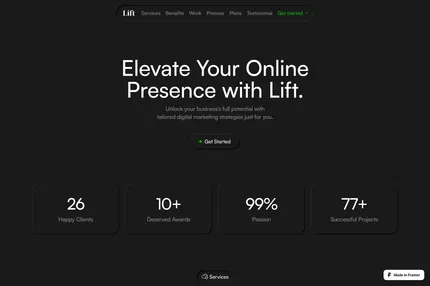 Lift Services Benefits Work Process Plans Testimonial Get started
Elevate Your Online
Presence with Lift.
Unlock your business's full potential with
tailored digital marketing strategies just for you.
Get Started
26 10+ 99% 77+
Happy Clients Deserved Awards Passion Successful Projects
Services
Made in Framer